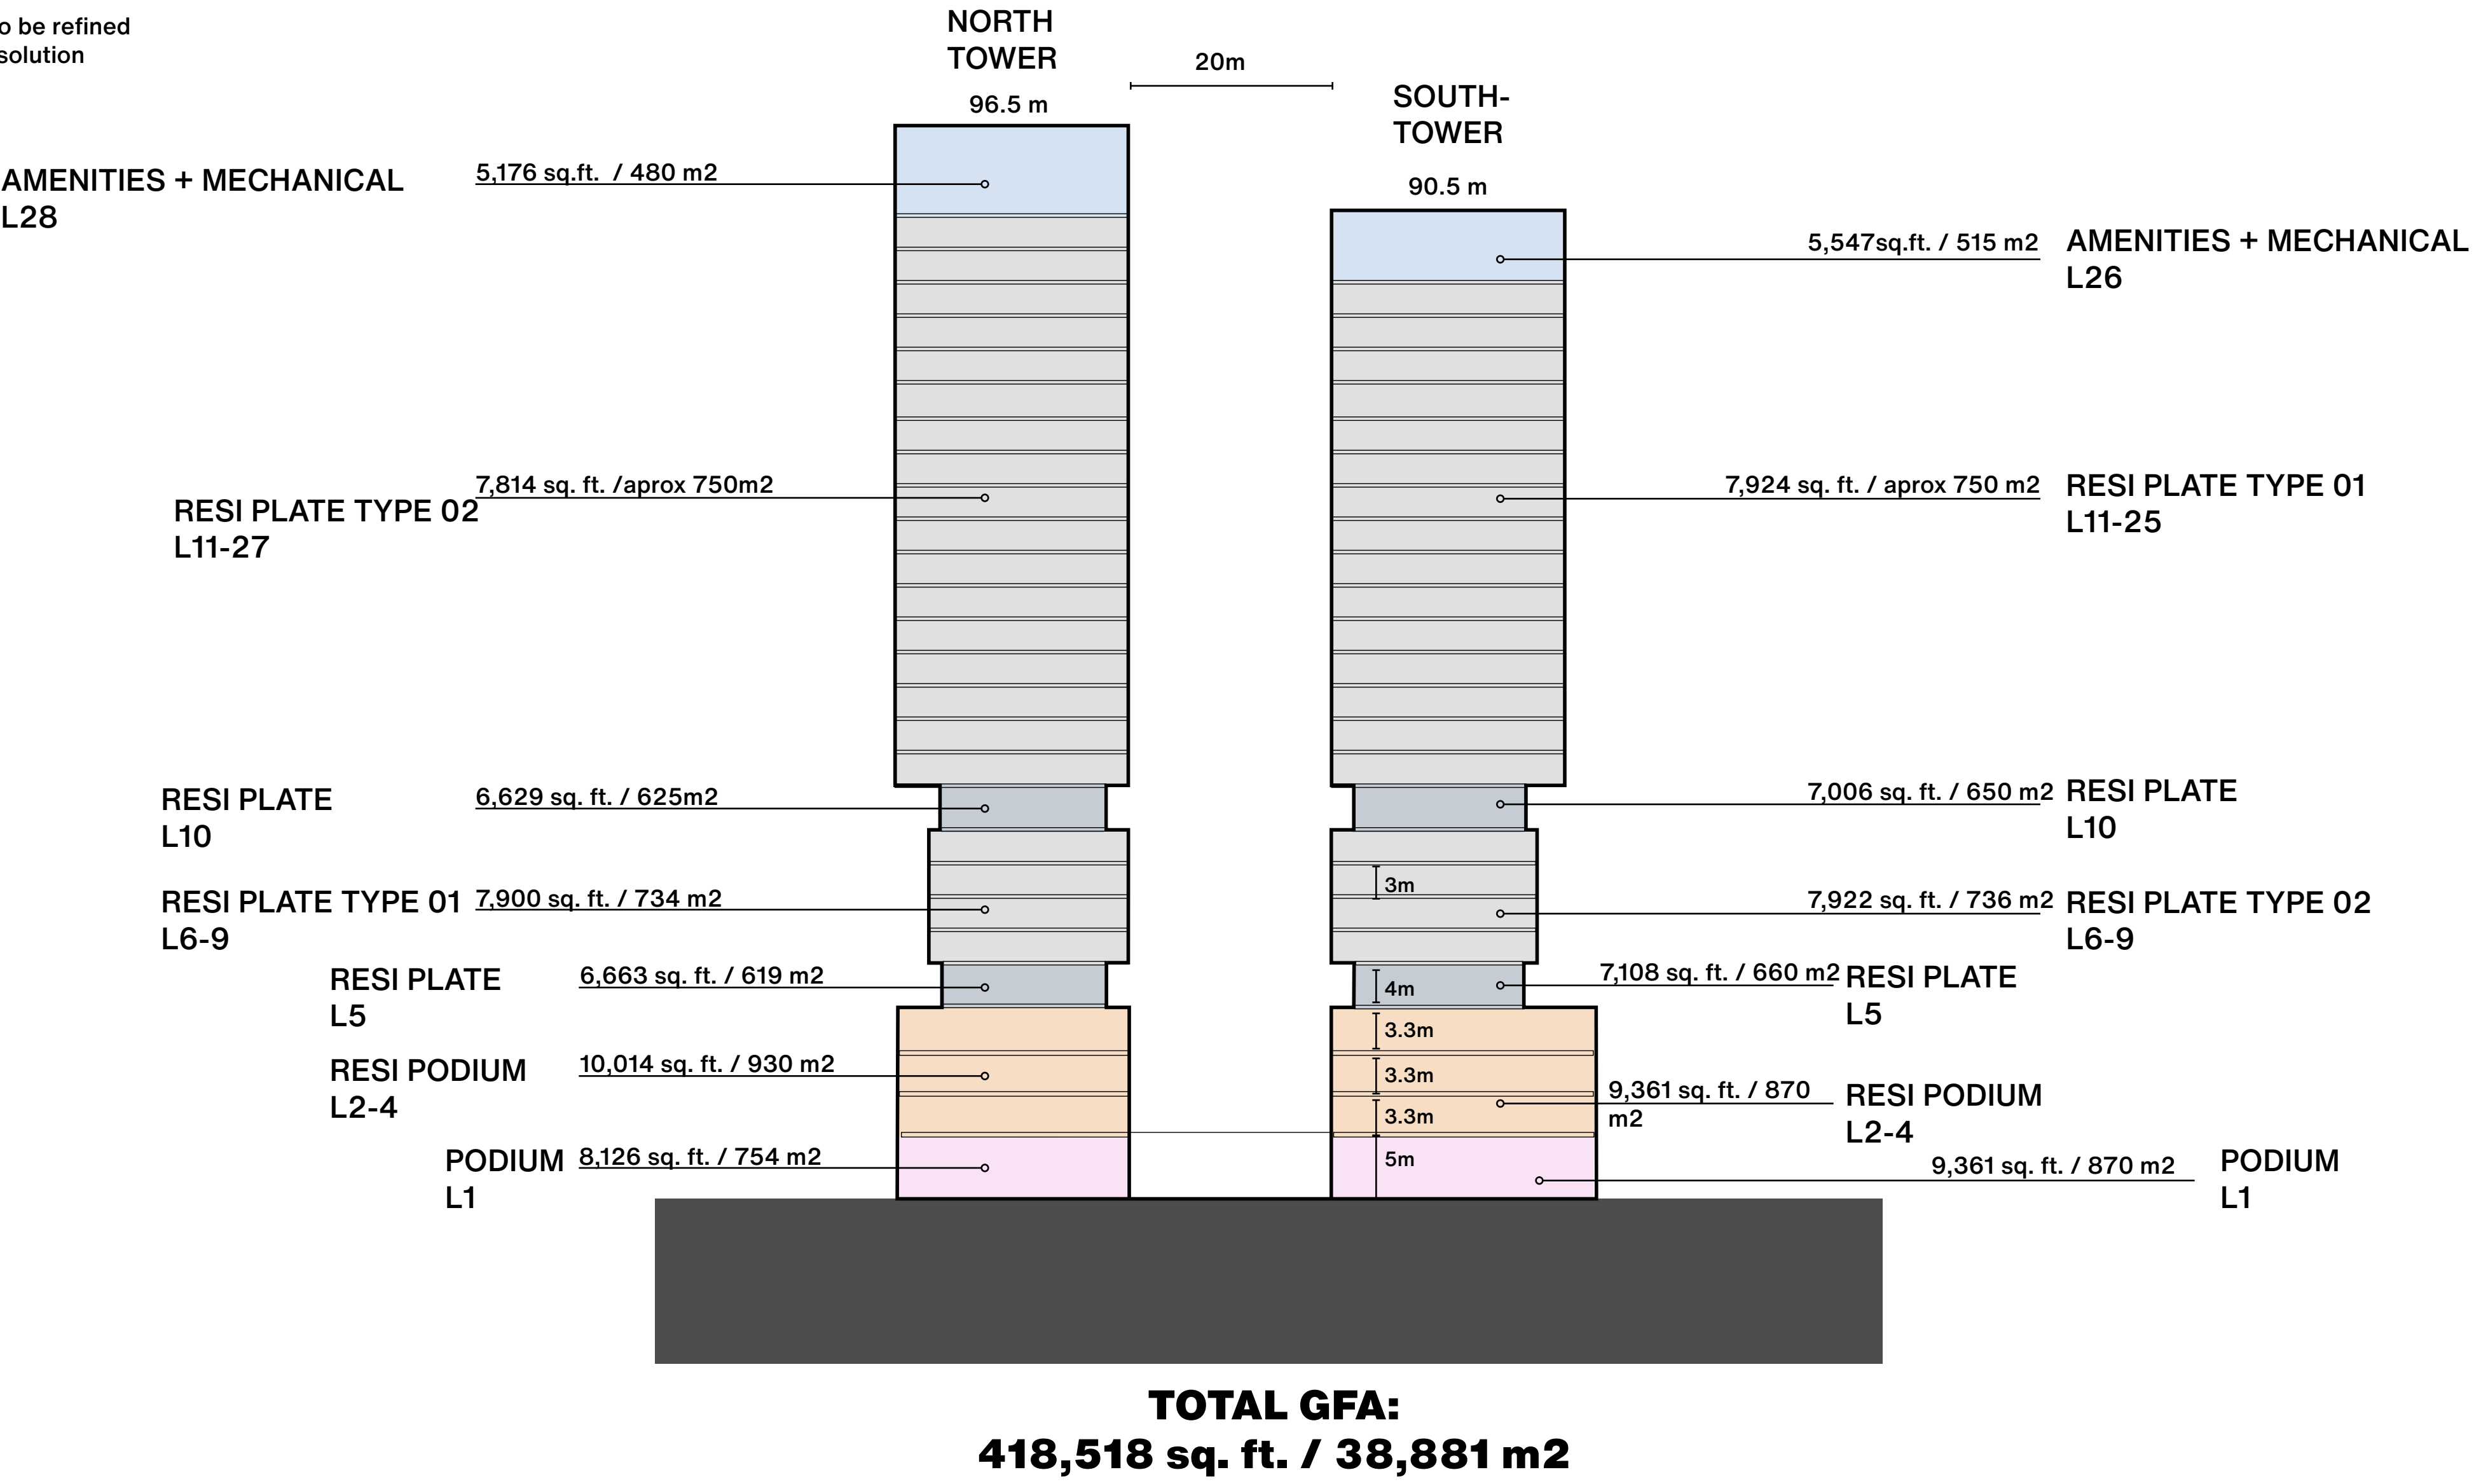 o be refined
solution
NORTH
TOWER
96.5 m
20m
SOUTH-
TOWER
90.5 m
AMENITIES + MECHANICAL
L28
5,176 sq.ft. / 480 m2
5,547sq.ft. / 515 m2
AMENITIES + MECHANICAL
L26
RESI PLATE TYPE 02
L11-27
7,814 sq. ft. /aprox 750m2
7,924 sq. ft. / aprox 750 m2
RESI PLATE TYPE 01
L11-25
RESI PLATE
L10
6,629 sq. ft. / 625m2
7,006 sq. ft. / 650 m2
RESI PLATE
L10
RESI PLATE TYPE 01
L6-9
7,900 sq. ft. / 734 m2
3m
7,922 sq. ft. / 736 m2
RESI PLATE TYPE 02
L6-9
RESI PLATE
L5
6,663 sq. ft. / 619 m2
4m
7,108 sq. ft. / 660 m2
RESI PLATE
L5
3.3m
RESI PODIUM
L2-4
10,014 sq. ft. / 930 m2
3.3m
3.3m
9,361 sq. ft. / 870
m2
RESI PODIUM
L2-4
PODIUM
L1
8,126 sq. ft. / 754 m2
5m
9,361 sq. ft. / 870 m2
PODIUM
L1
TOTAL GFA:
418,518 sq. ft. / 38,881 m2